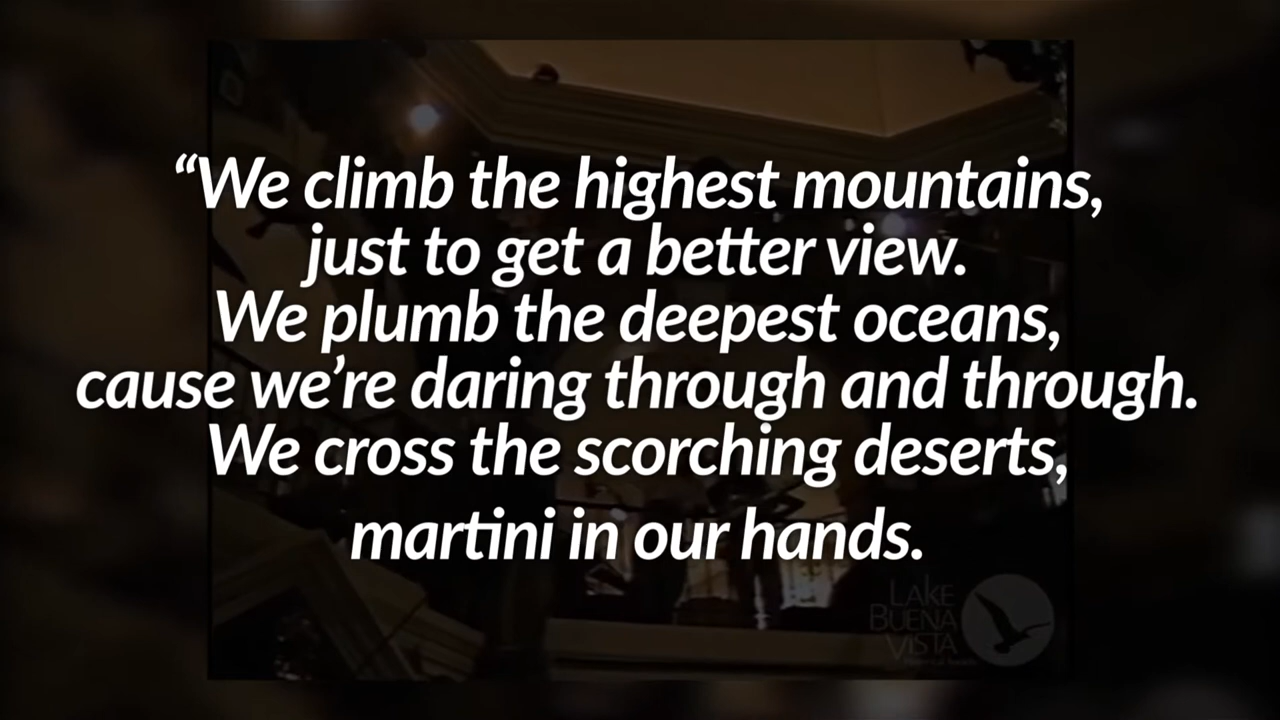 “We climb the highest mountains,
just to get a better view.
We plumb the deepest oceans,
cause we’re daring through and through.
We cross the scorching deserts,
martini in our hands.
LAKE
BUENA
VISTA